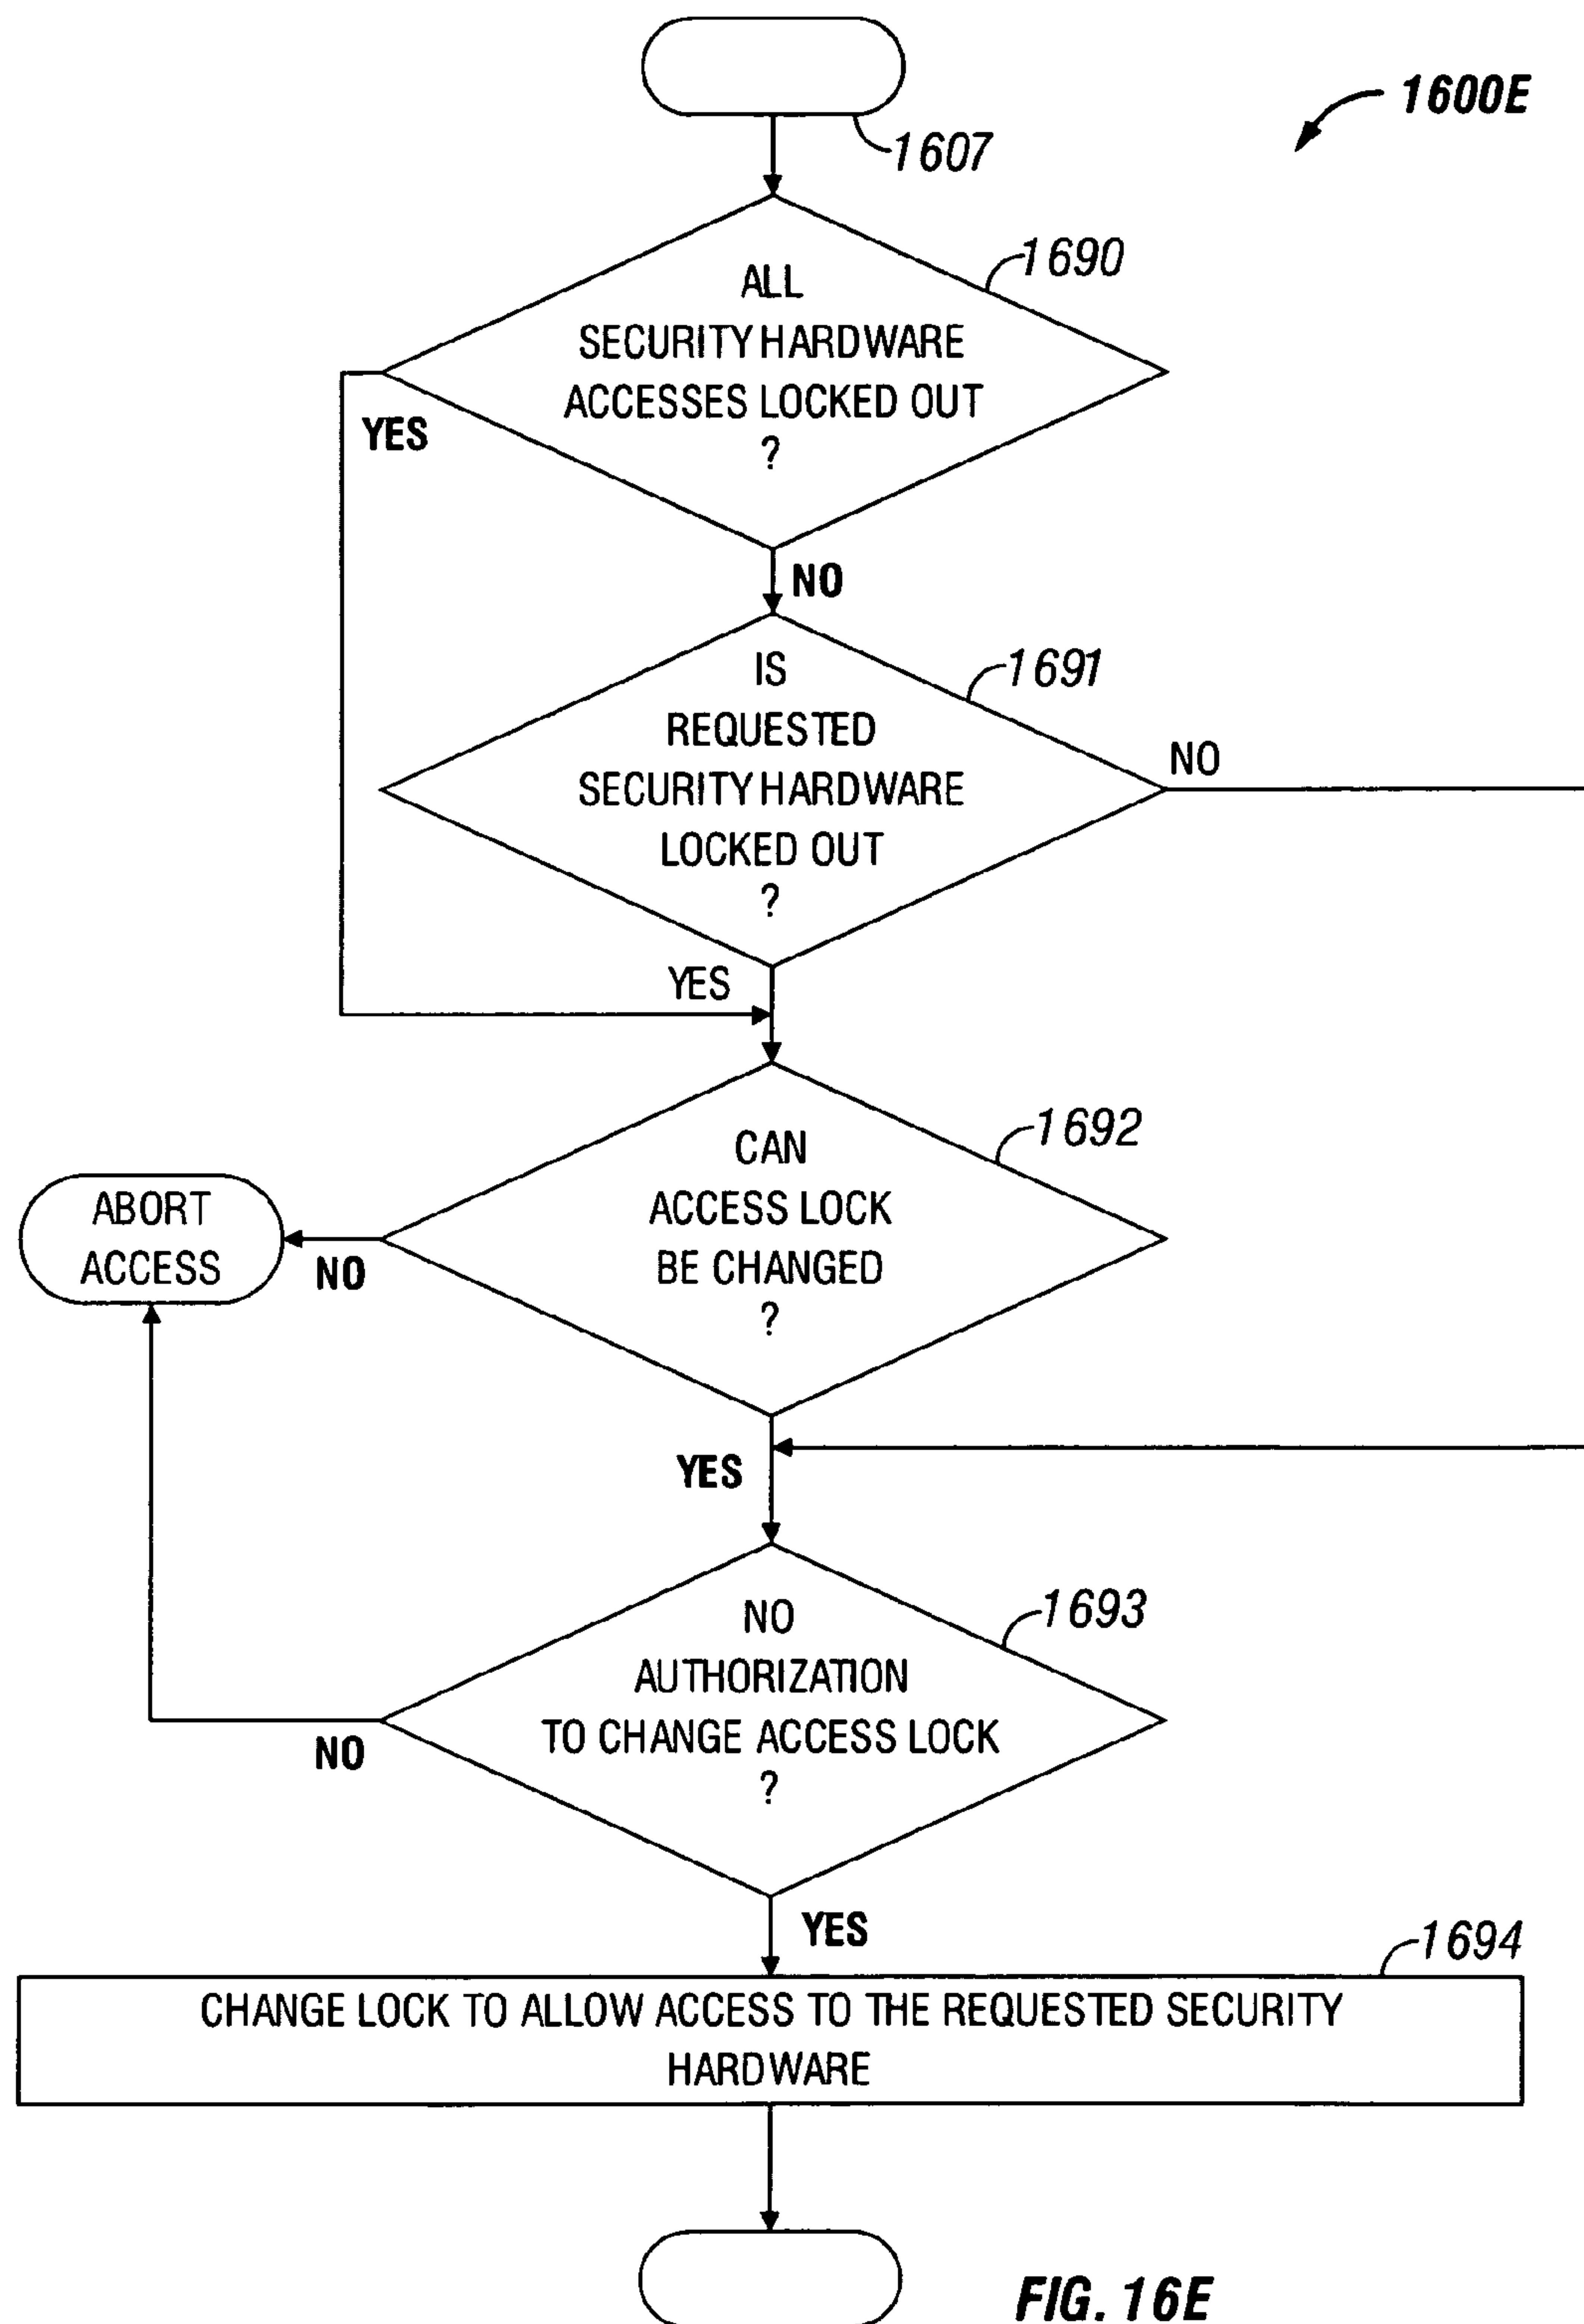 1600E
1607
1690
ALL
SECURITY HARDWARE
ACCESSES LOCKED OUT
?
YES
NO
1691
IS
REQUESTED
SECURITY HARDWARE
LOCKED OUT
?
NO
YES
1692
CAN
ACCESS LOCK
BE CHANGED
?
ABORT
ACCESS
NO
YES
1693
NO
AUTHORIZATION
TO CHANGE ACCESS LOCK
?
NO
YES
1694
CHANGE LOCK TO ALLOW ACCESS TO THE REQUESTED SECURITY
HARDWARE
FIG. 16E